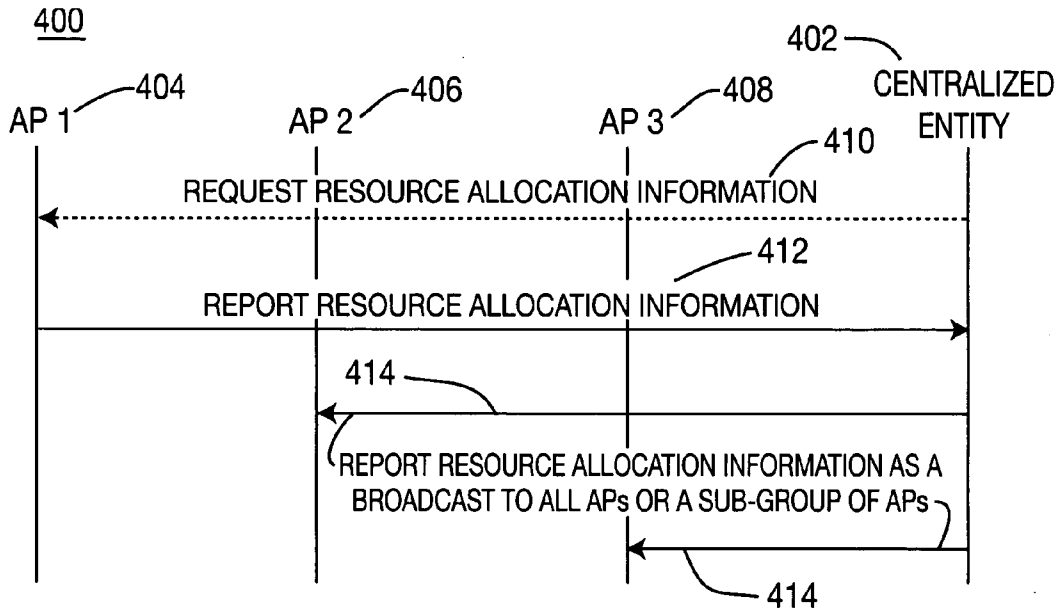 400
402
CENTRALIZED
ENTITY
AP 1
404
AP 2
406
AP 3
408
410
REQUEST RESOURCE ALLOCATION INFORMATION
412
REPORT RESOURCE ALLOCATION INFORMATION
414
REPORT RESOURCE ALLOCATION INFORMATION AS A
BROADCAST TO ALL APs OR A SUB-GROUP OF APs
414